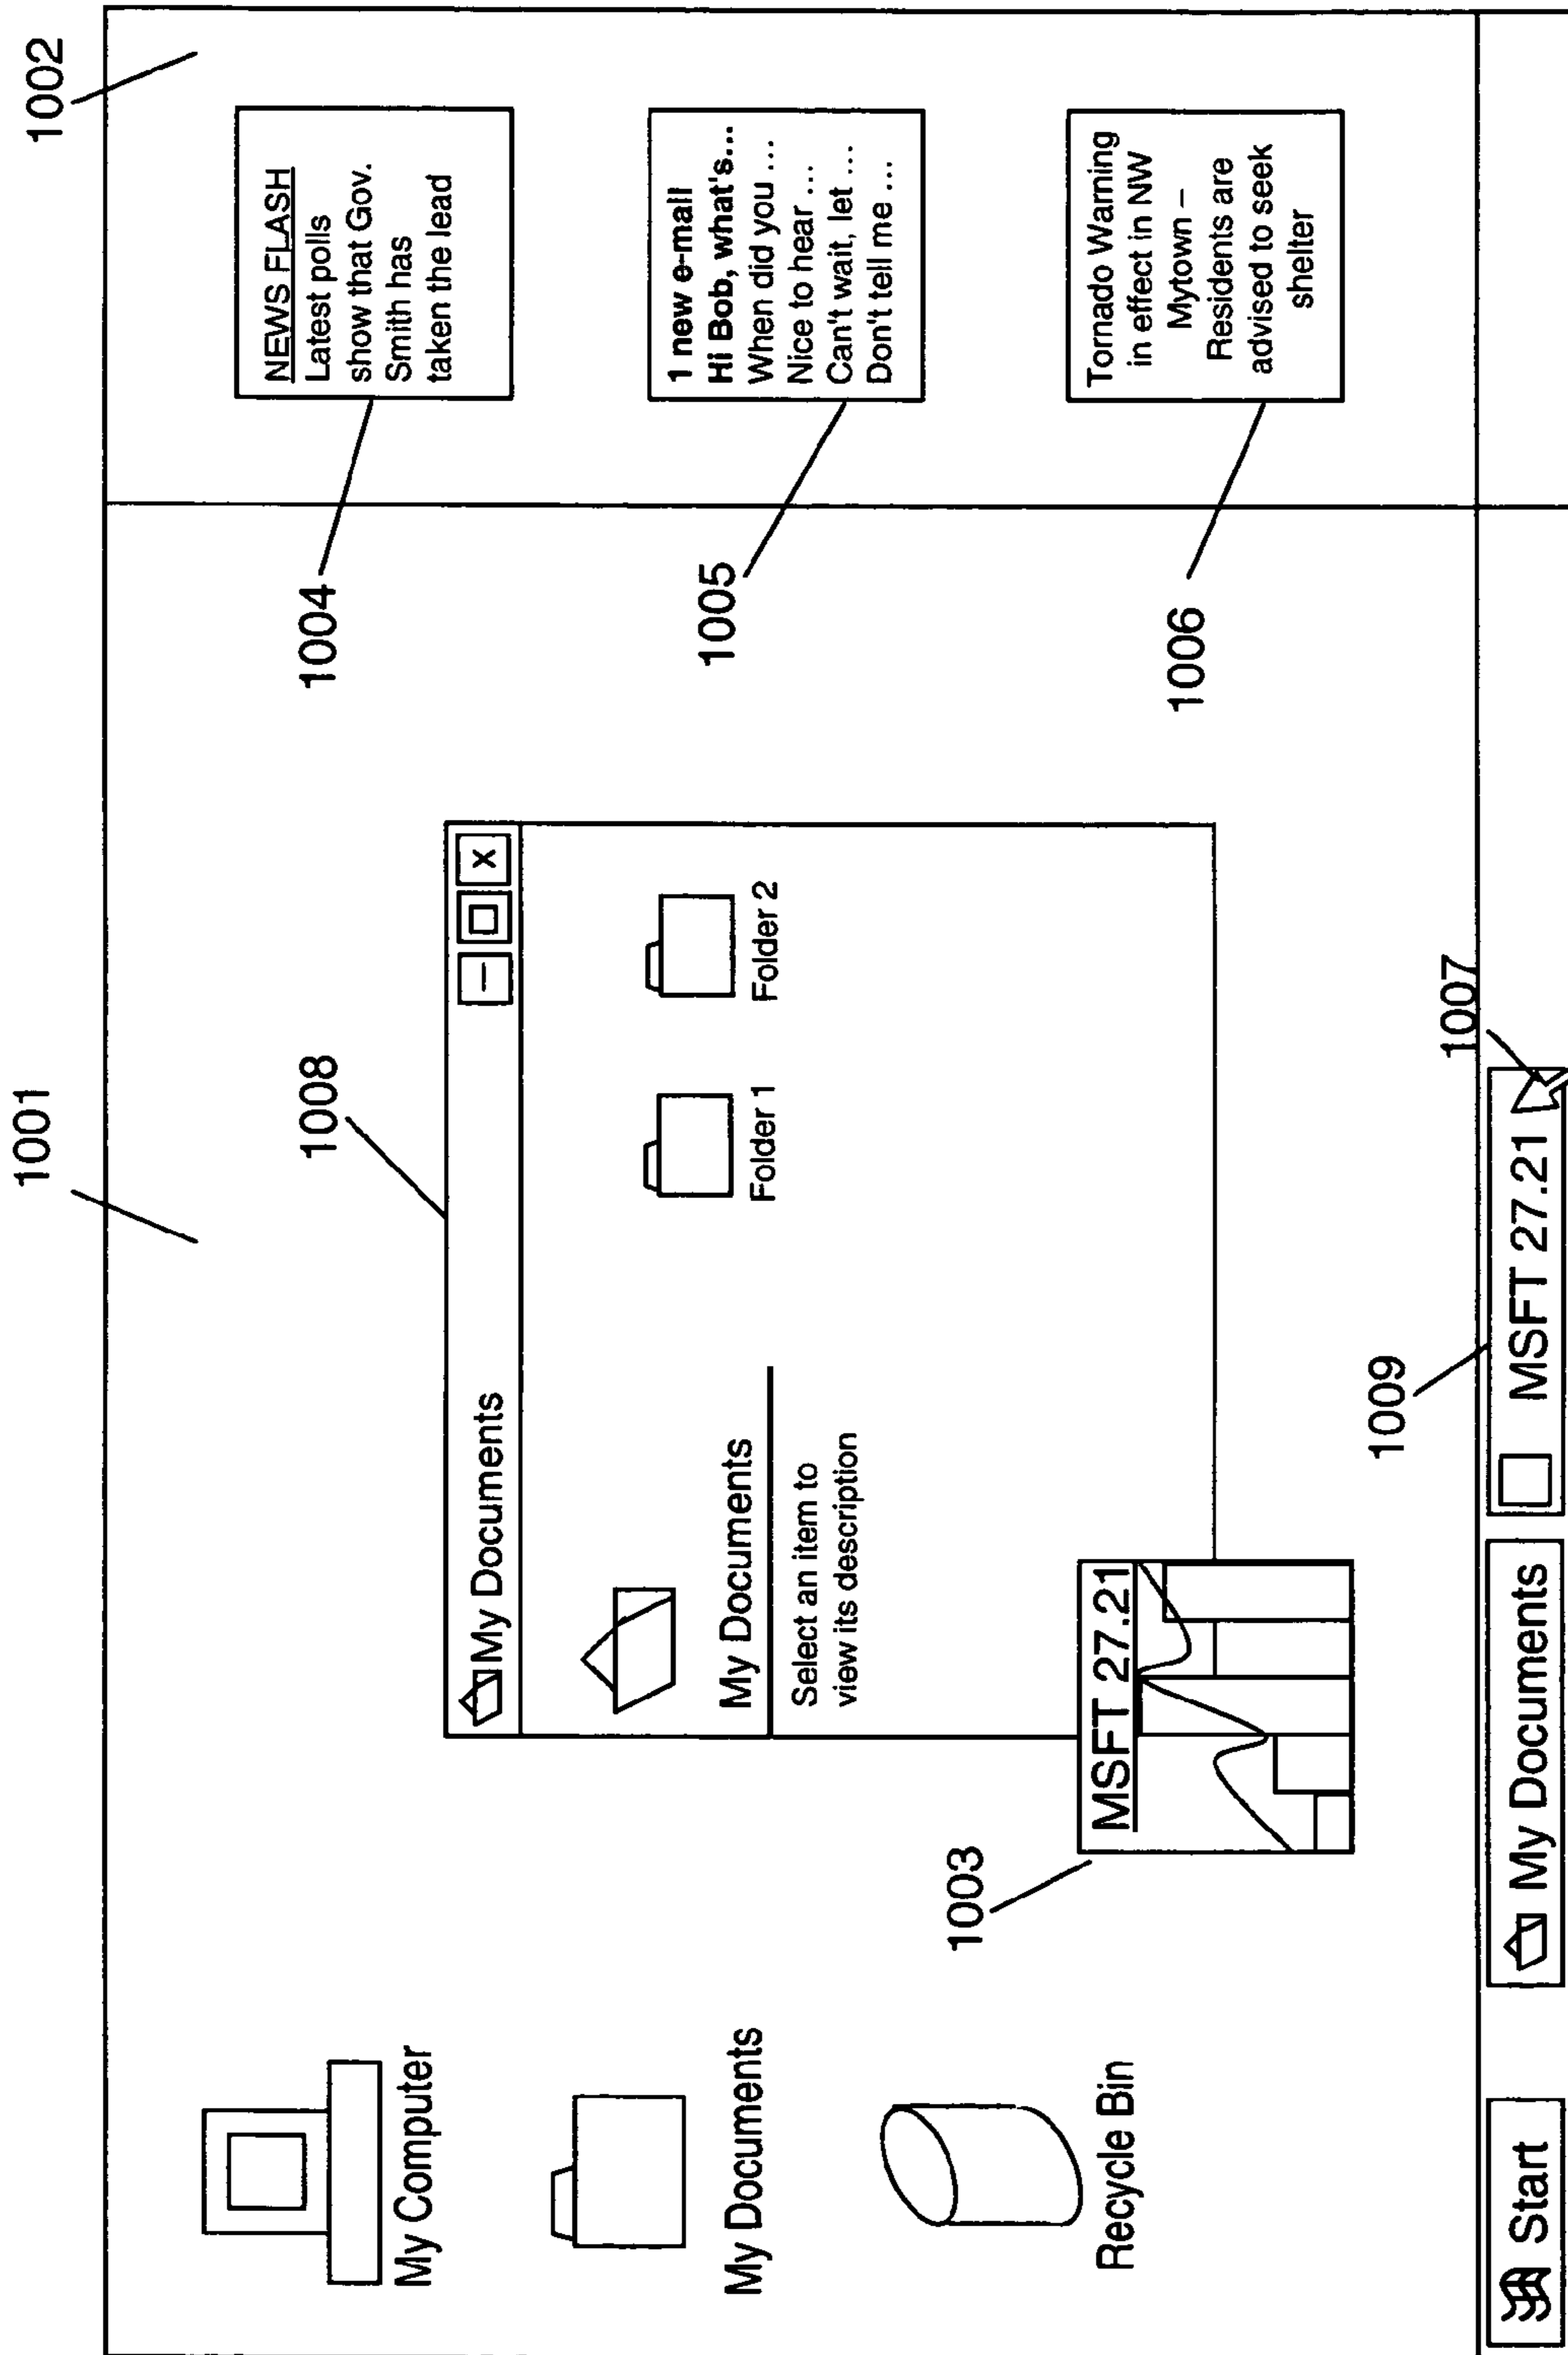 1001
1002
My Computer
My Documents
Recycle Bin
1008
My Documents
X
My Documents
Select an item to
view its description
Folder 1
Folder 2
1003
MSFT 27.21
1004
NEWS FLASH
Latest polls
show that Gov.
Smith has
taken the lead
1005
1 new e-mail
Hi Bob, what's...
When did you ...
Nice to hear ...
Can't wait, let ...
Don't tell me ...
1006
Tornado Warning
in effect in NW
Mytown –
Residents are
advised to seek
shelter
1009
1007
Start
My Documents
MSFT 27.21